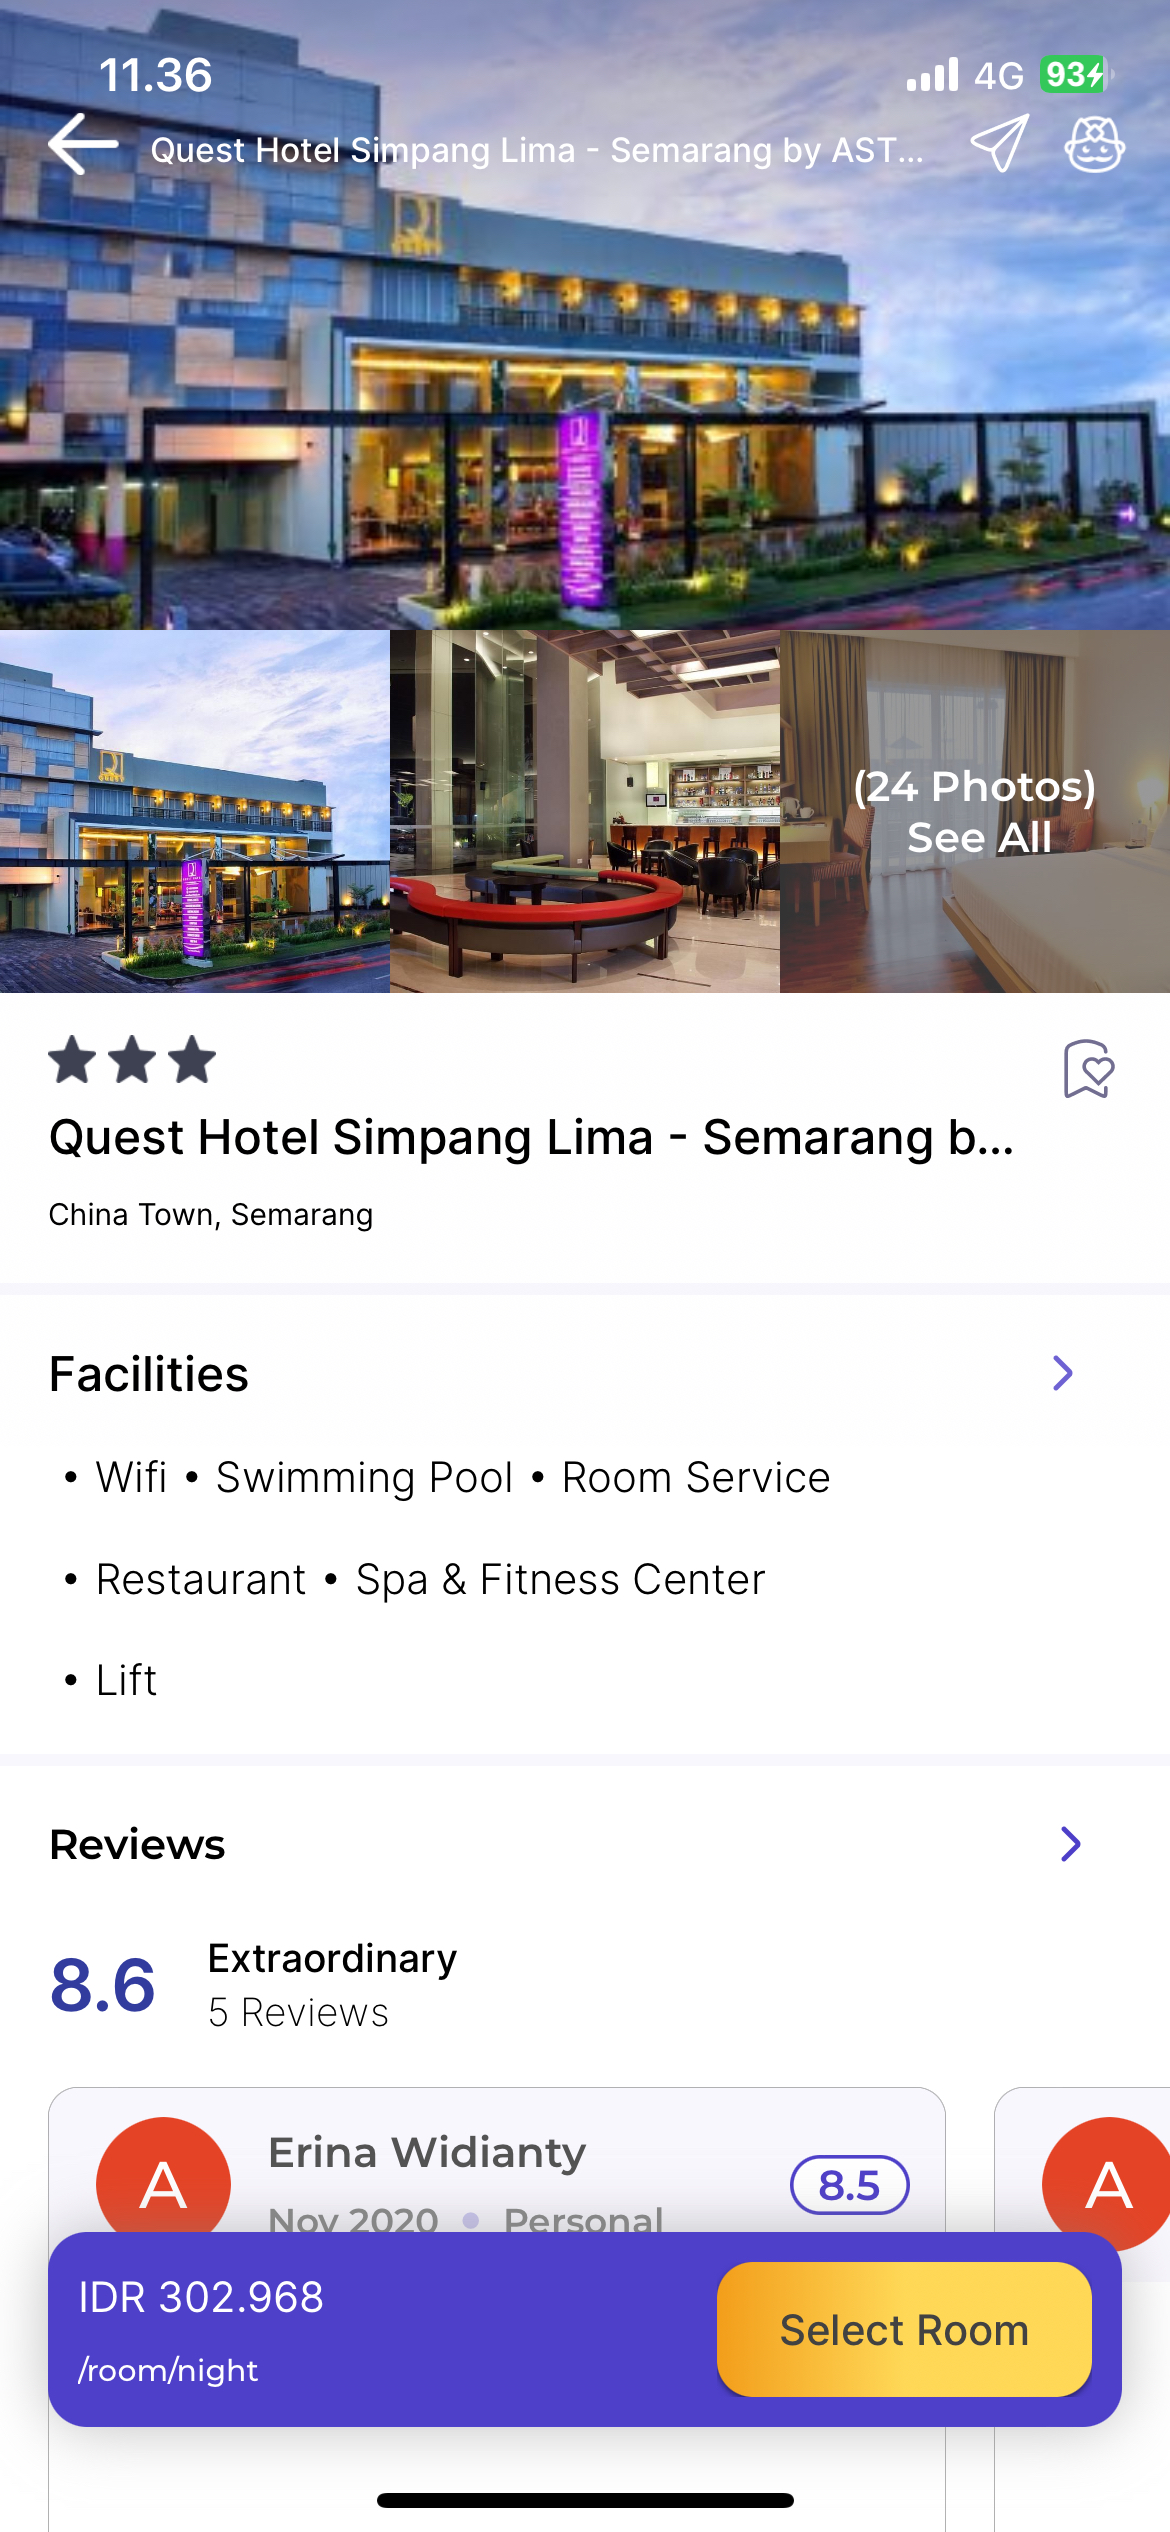 11.36
4G 93
Quest Hotel Simpang Lima - Semarang by AST...
(24 Photos)
See All
Quest Hotel Simpang Lima - Semarang b...
China Town, Semarang
Facilities
• Wifi • Swimming Pool • Room Service
• Restaurant • Spa & Fitness Center
• Lift
Reviews
8.6
Extraordinary
5 Reviews
A
Erina Widianty
8.5
Nov 2020 • Personal
A
IDR 302.968
/room/night
Select Room